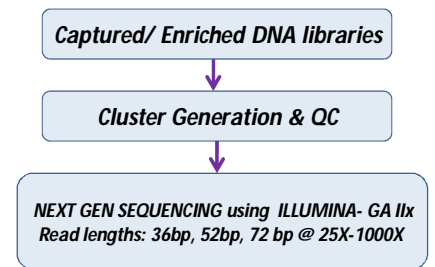 Captured/ Enriched DNA libraries
Cluster Generation & QC
NEXT GEN SEQUENCING using ILLUMINA- GA IIx
Read lengths: 36bp, 52bp, 72 bp @ 25X-1000X